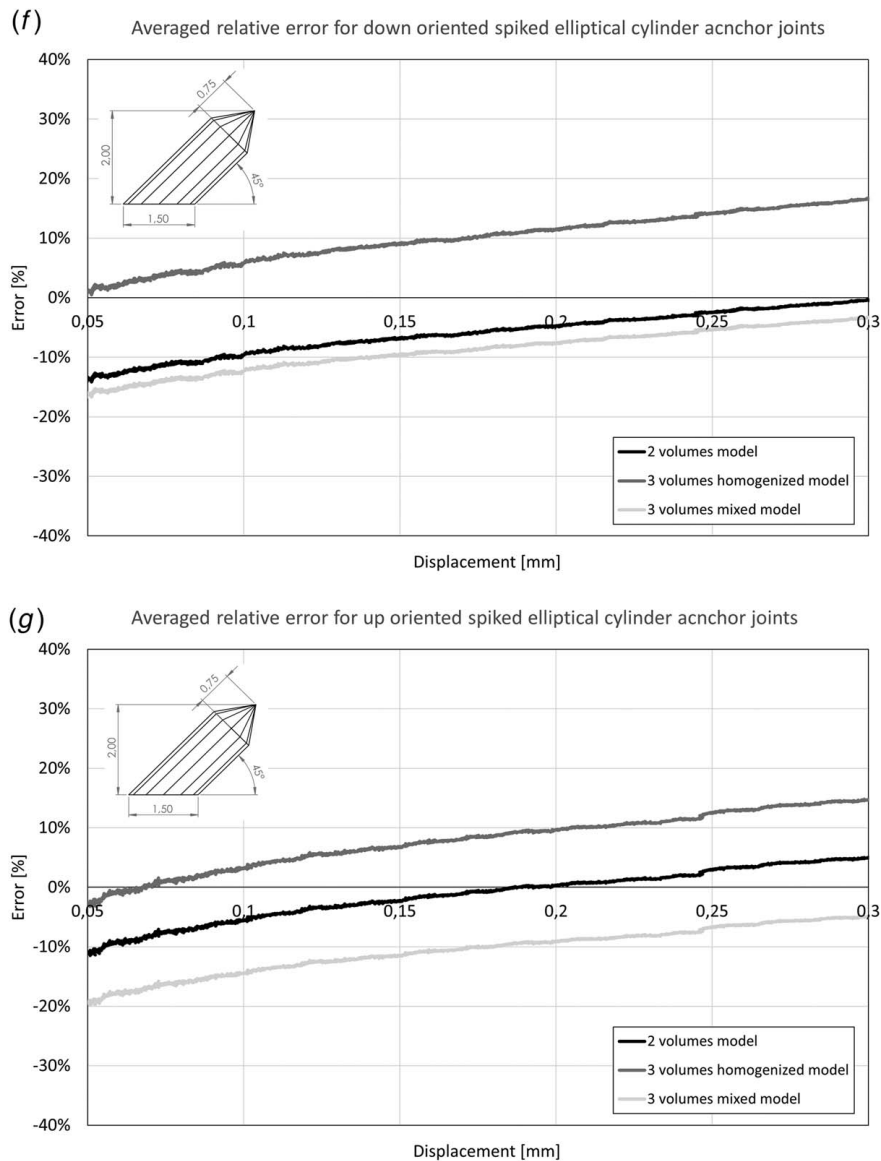 (f)
Averaged relative error for down oriented spiked elliptical cylinder acnchor joints
40%
30%
20%
10%
0%
-10%
-20%
-30%
-40%
Error [%]
0,75
2,00
45°
1,50
0,05
0,1
0,15
0,2
0,25
0,3
2 volumes model
3 volumes homogenized model
3 volumes mixed model
Displacement [mm]
(g)
Averaged relative error for up oriented spiked elliptical cylinder acnchor joints
40%
30%
20%
10%
0%
-10%
-20%
-30%
-40%
Error [%]
0,75
2,00
45°
1,50
0,05
0,1
0,15
0,2
0,25
0,3
2 volumes model
3 volumes homogenized model
3 volumes mixed model
Displacement [mm]